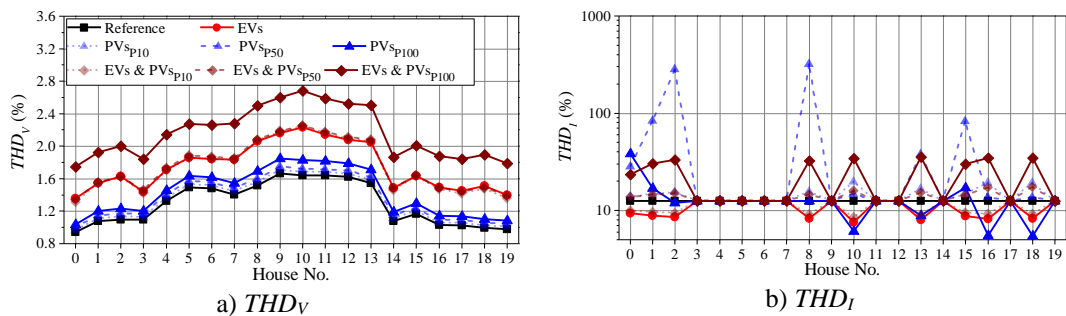 3.6
3.2
2.8
2.4
2.0
1.6
1.2
0.8
THD_V (%)
Reference
EVs
PVs_P10
PVs_P50
PVs_P100
EVs & PVs_P10
EVs & PVs_P50
EVs & PVs_P100
0 1 2 3 4 5 6 7 8 9 10 11 12 13 14 15 16 17 18 19
House No.
a) THD_V
1000
100
10
THD_I (%)
0 1 2 3 4 5 6 7 8 9 10 11 12 13 14 15 16 17 18 19
House No.
b) THD_I